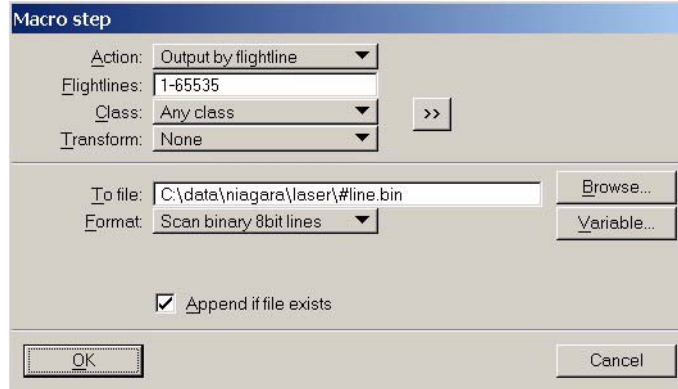 Macro step
Action: Output by flightline
Flightlines: 1-65535
Class: Any class >>
Transform: None
To file: C:\data\niagara\laser\#line.bin Browse...
Format: Scan binary 8bit lines Variable...
Append if file exists
OK Cancel